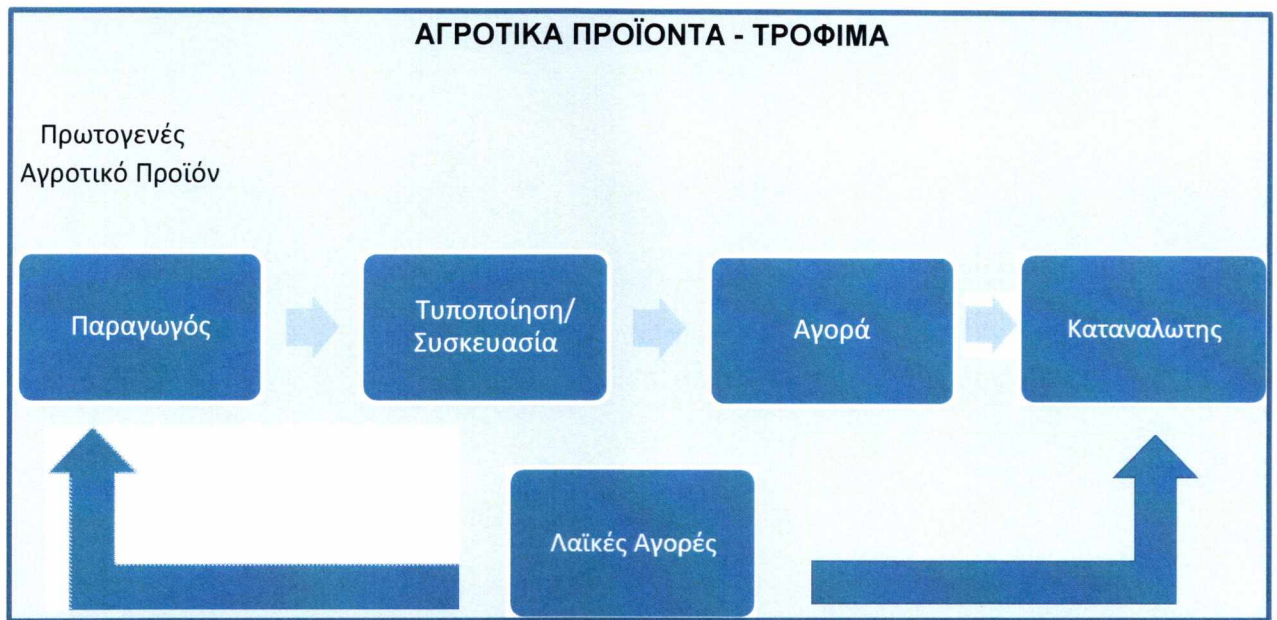 ΑΓΡΟΤΙΚΑ ΠΡΟΪΟΝΤΑ - ΤΡΟΦΙΜΑ
Πρωτογενές
Αγροτικό Προϊόν
Παραγωγός
Τυποποίηση/
Συσκευασία
Αγορά
Καταναλωτης
Λαϊκές Αγορές